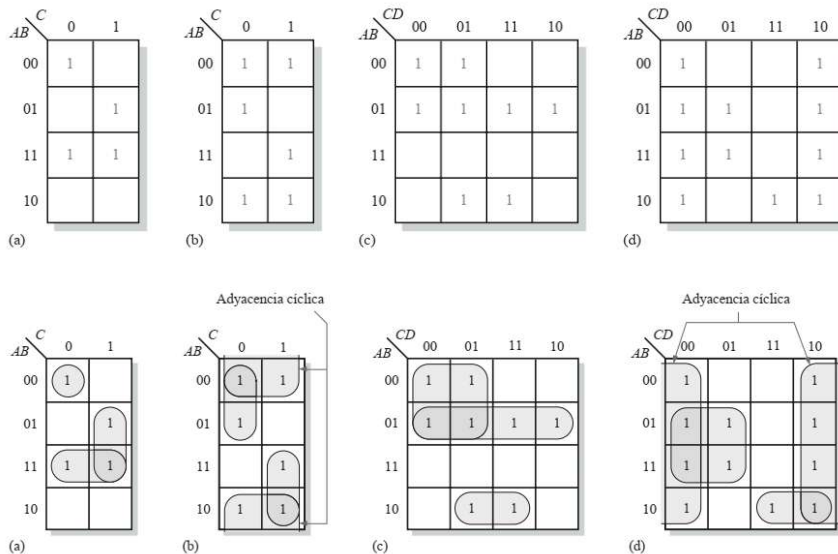 C C CD CD
AB 0 1 AB 0 1 AB 00 01 11 10 AB 00 01 11 10
00 1 00 1 1 00 1 1 00 1 1
01 1 01 1 01 1 1 1 1 01 1 1 1
11 1 1 11 1 11 11 1 1 1
10 10 1 1 10 1 1 10 1 1 1
(a) (b) (c) (d)
Adyacencia cíclica Adyacencia cíclica
C C CD CD
AB 0 1 AB 0 1 AB 00 01 11 10 AB 00 01 11 10
00 1 00 1 1 00 1 1 00 1 1
01 1 01 1 01 1 1 1 1 01 1 1 1
11 1 1 11 1 11 11 1 1 1
10 10 1 1 10 1 1 10 1 1 1
(a) (b) (c) (d)